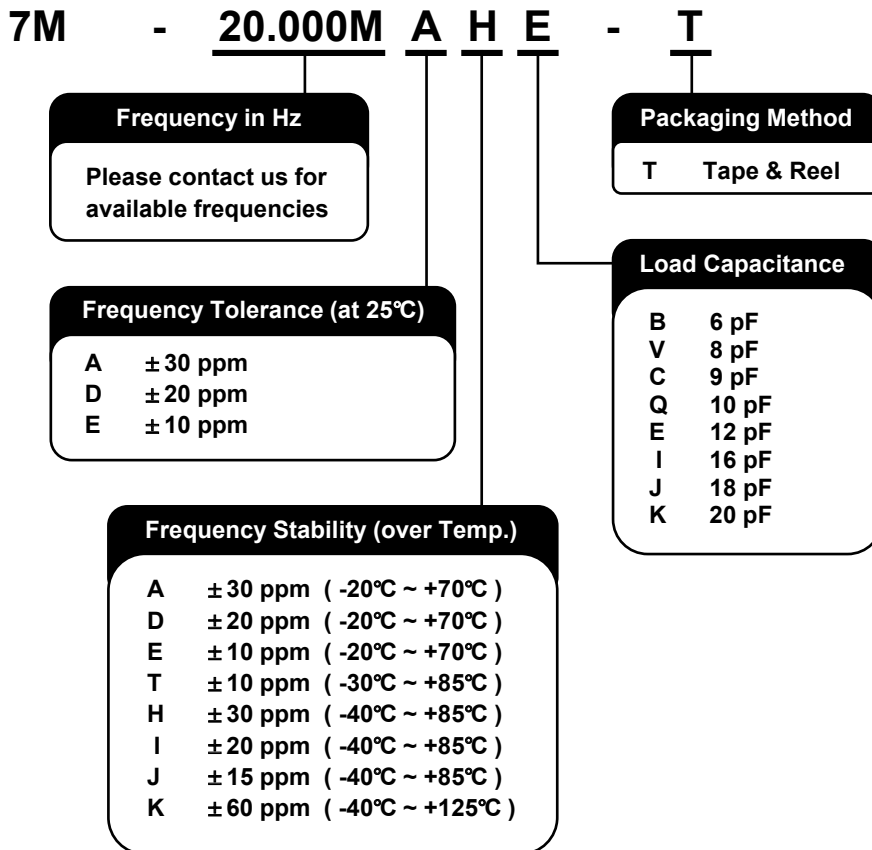 7M - 20.000M A H E - T
Frequency in Hz
Please contact us for
available frequencies
Packaging Method
T Tape & Reel
Load Capacitance
B 6 pF
V 8 pF
C 9 pF
Q 10 pF
E 12 pF
I 16 pF
J 18 pF
K 20 pF
Frequency Tolerance (at 25℃)
A ±30 ppm
D ±20 ppm
E ±10 ppm
Frequency Stability (over Temp.)
A ±30 ppm ( -20℃ ~ +70℃ )
D ±20 ppm ( -20℃ ~ +70℃ )
E ±10 ppm ( -20℃ ~ +70℃ )
T ±10 ppm ( -30℃ ~ +85℃ )
H ±30 ppm ( -40℃ ~ +85℃ )
I ±20 ppm ( -40℃ ~ +85℃ )
J ±15 ppm ( -40℃ ~ +85℃ )
K ±60 ppm ( -40℃ ~ +125℃ )